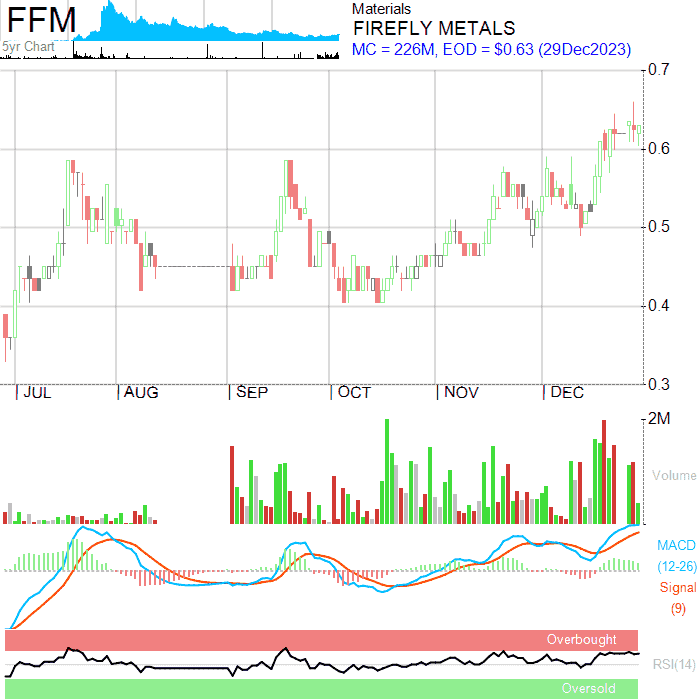 FFM
5yr Chart
Materials
FIREFLY METALS
MC = 226M, EOD = $0.63 (29Dec2023)
0.7
0.6
0.5
0.4
0.3
JUL AUG SEP OCT NOV DEC
2M
Volume
MACD
(12-26)
Signal
(9)
Overbought
RSI(14)
Oversold